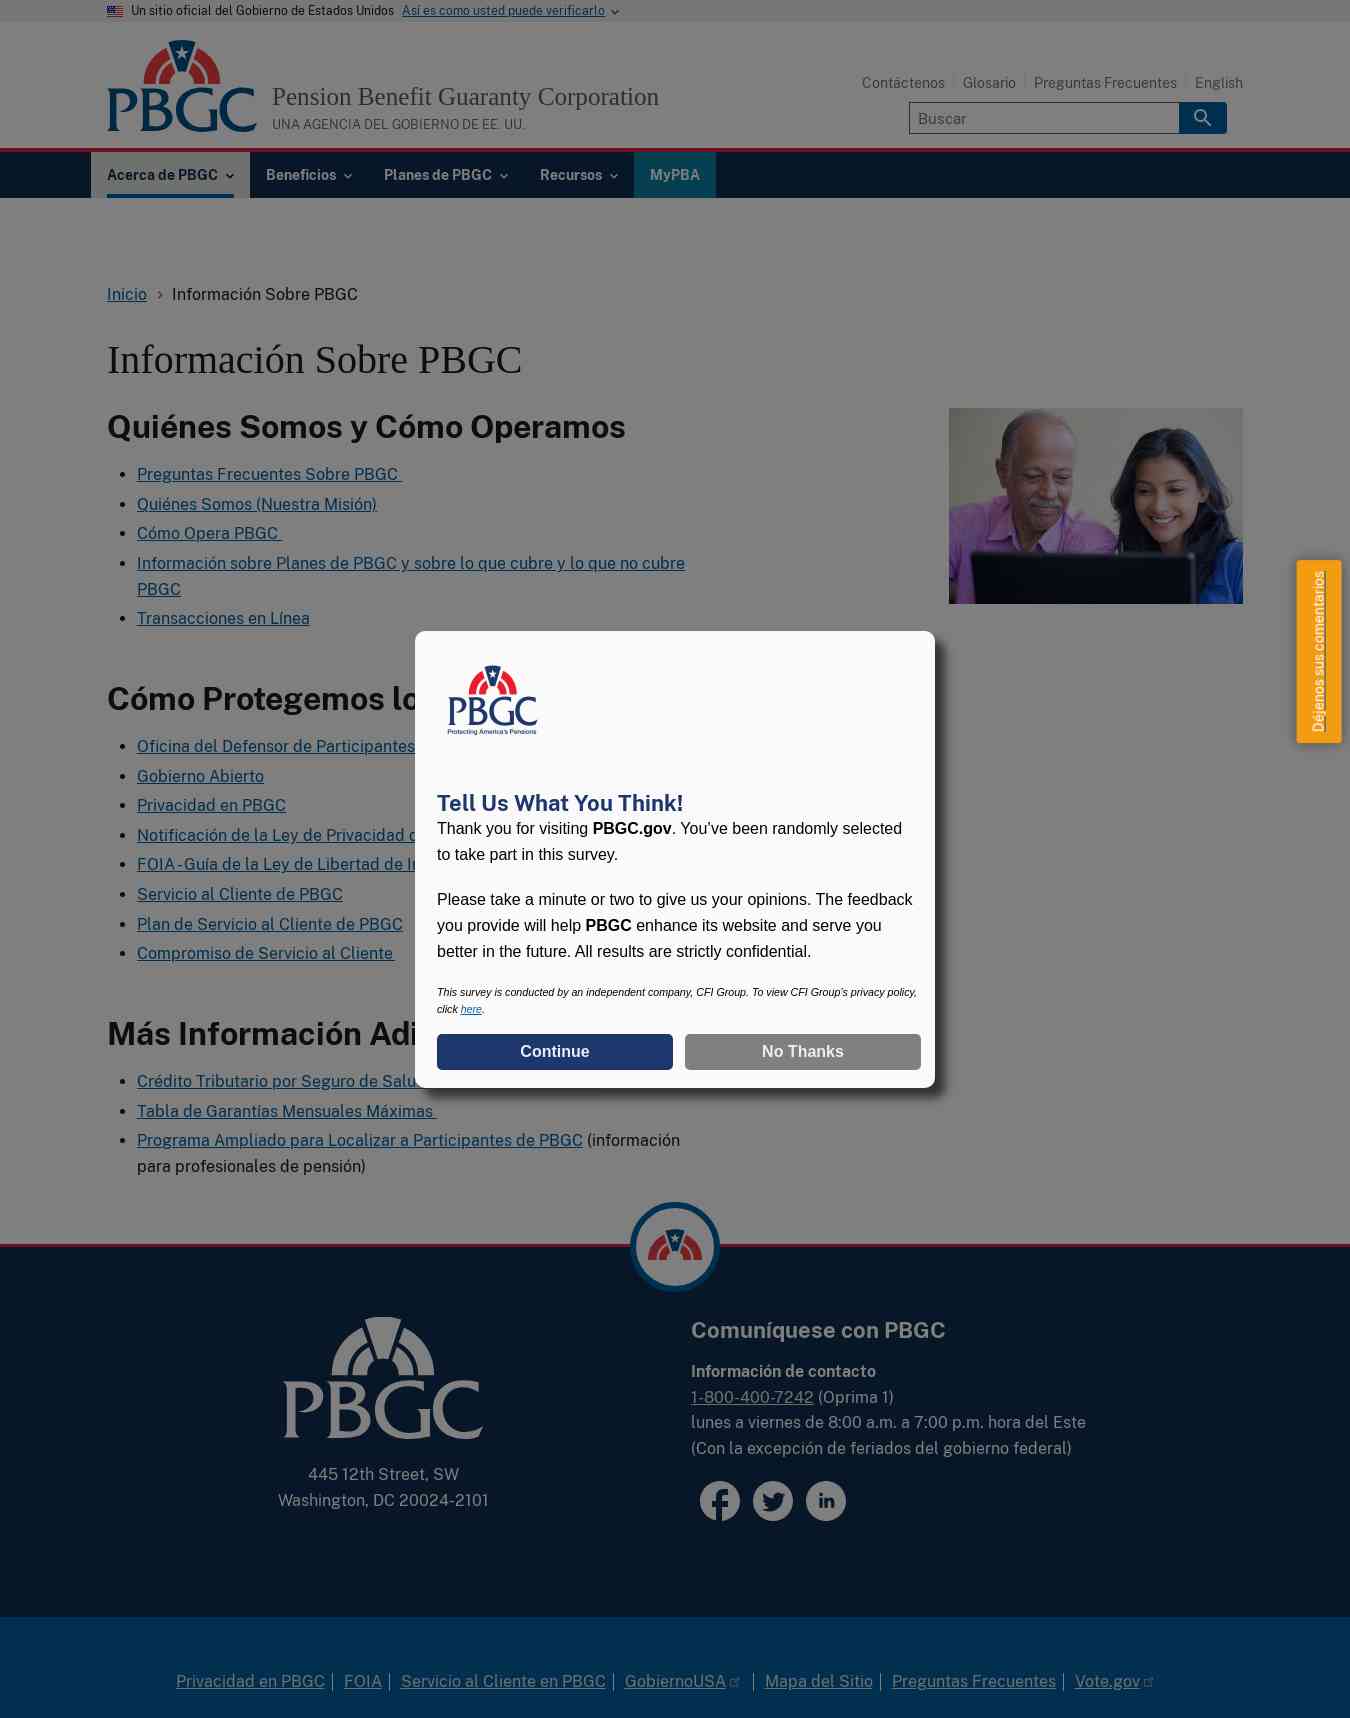 Un sitio oficial del Gobierno de Estados Unidos Así es como usted puede verificarlo
PBGC
Pension Benefit Guaranty Corporation
UNA AGENCIA DEL GOBIERNO DE EE. UU.
Contáctenos Glosario Preguntas Frecuentes English
Buscar
Acerca de PBGC Beneficios Planes de PBGC Recursos MyPBA
Inicio Información Sobre PBGC
Información Sobre PBGC
Quiénes Somos y Cómo Operamos
Preguntas Frecuentes Sobre PBGC
Quiénes Somos (Nuestra Misión)
Cómo Opera PBGC
Información sobre Planes de PBGC y sobre lo que cubre y lo que no cubre
PBGC
Transacciones en Línea
Déjenos sus comentarios
Cómo Protegemos lo
Oficina del Defensor de Participantes
Gobierno Abierto
Privacidad en PBGC
Notificación de la Ley de Privacidad
FOIA-Guía de la Ley de Libertad de
Servicio al Cliente de PBGC
Plan de Servicio al Cliente de PBGC
Compromiso de Servicio al Cliente
Más Información Adi
Crédito Tributario por Seguro de Salu
Tabla de Garantías Mensuales Máximas
Programa Ampliado para Localizar a Participantes de PBGC (información
para profesionales de pensión)
PBGC
Protecting America's Pensions
Tell Us What You Think!
Thank you for visiting PBGC.gov. You've been randomly selected
to take part in this survey.
Please take a minute or two to give us your opinions. The feedback
you provide will help PBGC enhance its website and serve you
better in the future. All results are strictly confidential.
This survey is conducted by an independent company, CFI Group. To view CFI Group's privacy policy,
click here.
Continue No Thanks
PBGC
445 12th Street, SW
Washington, DC 20024-2101
Comuníquese con PBGC
Información de contacto
1-800-400-7242 (Oprima 1)
lunes a viernes de 8:00 a.m. a 7:00 p.m. hora del Este
(Con la excepción de feriados del gobierno federal)
in
Privacidad en PBGC FOIA Servicio al Cliente en PBGC GobiernoUSA Mapa del Sitio Preguntas Frecuentes Vote.gov